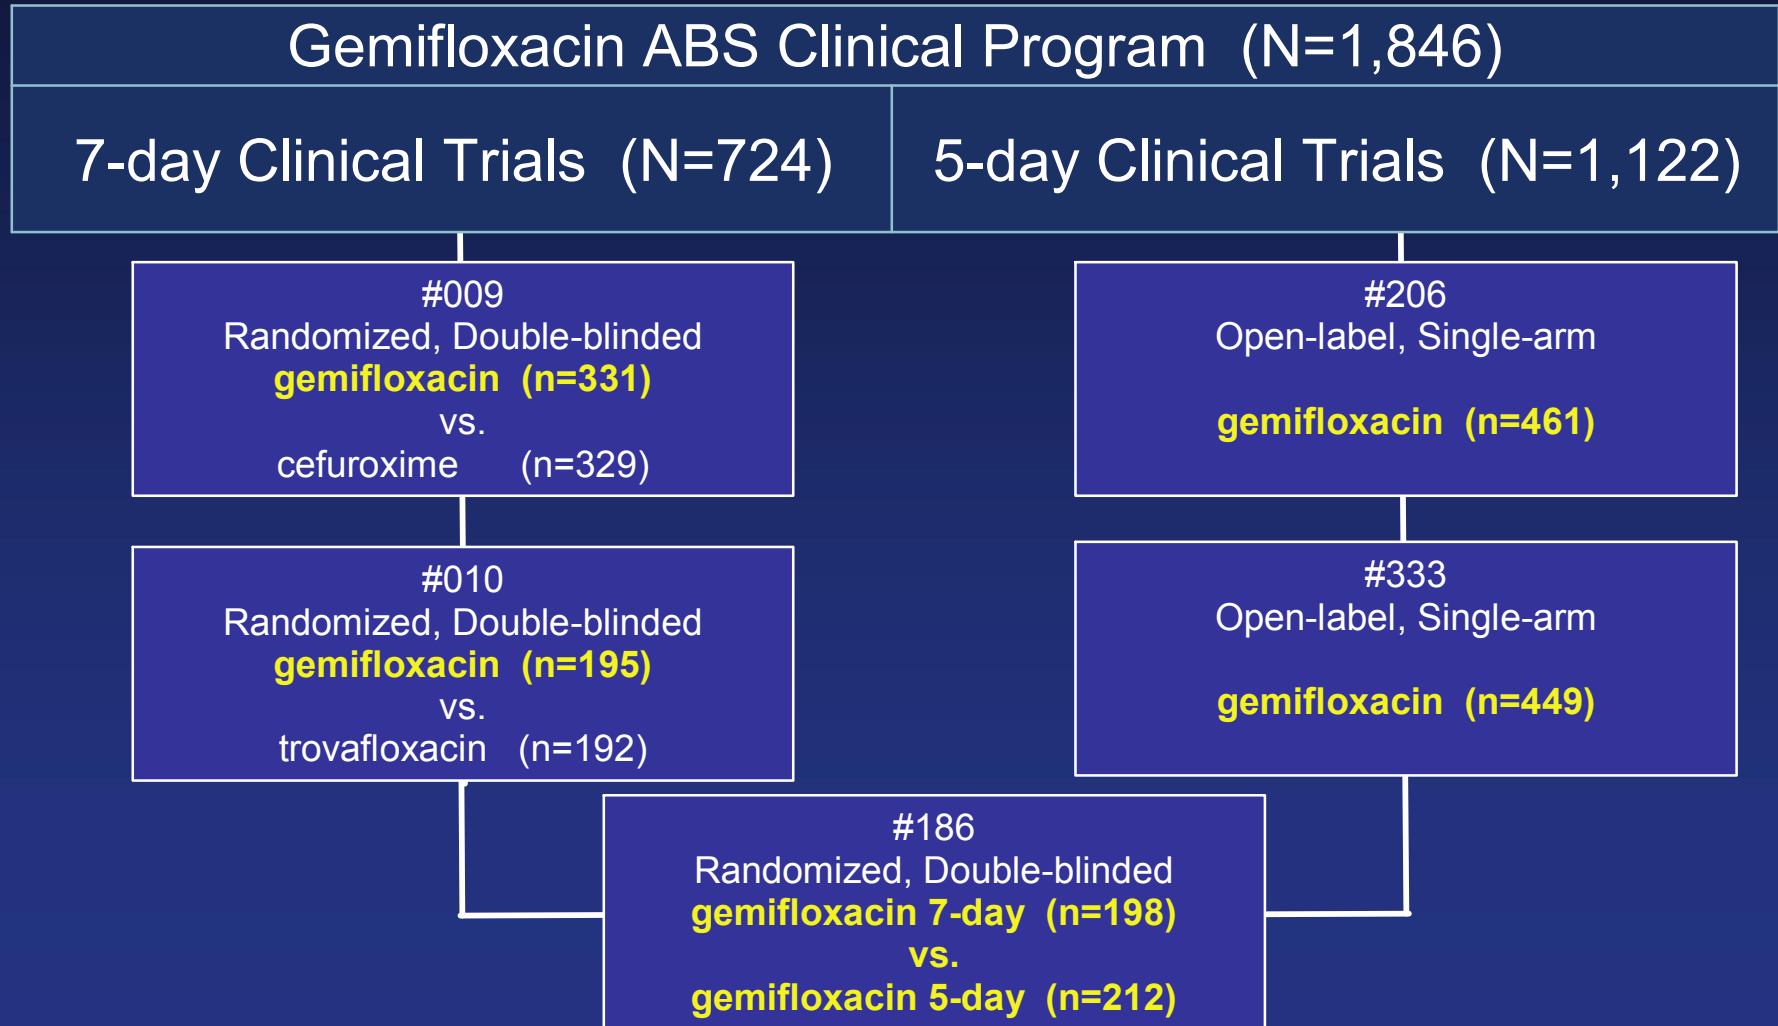 Gemifloxacin ABS Clinical Program (N=1,846)
7-day Clinical Trials (N=724)
5-day Clinical Trials (N=1,122)
#009
Randomized, Double-blinded
gemifloxacin (n=331)
vs.
cefuroxime (n=329)
#206
Open-label, Single-arm
gemifloxacin (n=461)
#010
Randomized, Double-blinded
gemifloxacin (n=195)
vs.
trovafloxacin (n=192)
#333
Open-label, Single-arm
gemifloxacin (n=449)
#186
Randomized, Double-blinded
gemifloxacin 7-day (n=198)
vs.
gemifloxacin 5-day (n=212)